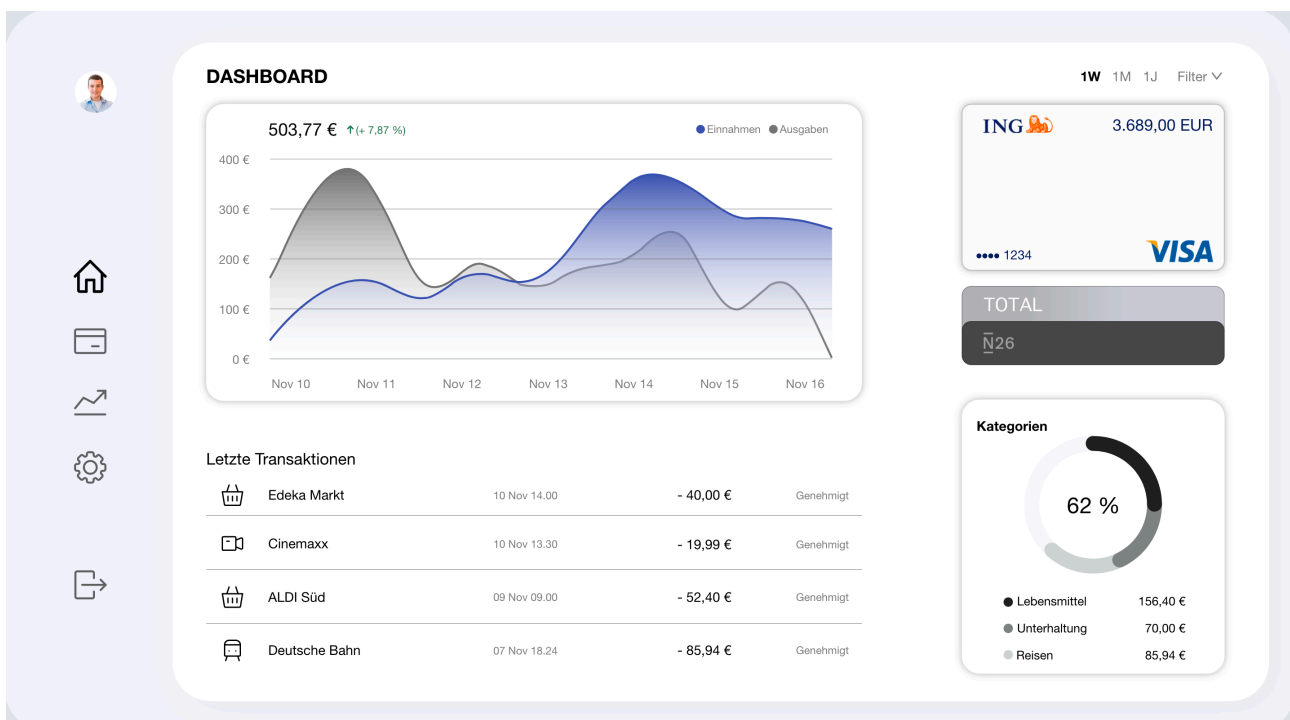 DASHBOARD
1W 1M 1J Filter
503,77 € ↑(+ 7,87 %)
Einnahmen Ausgaben
400 €
300 €
200 €
100 €
0 €
Nov 10 Nov 11 Nov 12 Nov 13 Nov 14 Nov 15 Nov 16
ING 3.689,00 EUR
•••• 1234 VISA
TOTAL
N26
Letzte Transaktionen
Edeka Markt 10 Nov 14.00 - 40,00 € Genehmigt
Cinemaxx 10 Nov 13.30 - 19,99 € Genehmigt
ALDI Süd 09 Nov 09.00 - 52,40 € Genehmigt
Deutsche Bahn 07 Nov 18.24 - 85,94 € Genehmigt
Kategorien
62 %
Lebensmittel 156,40 €
Unterhaltung 70,00 €
Reisen 85,94 €